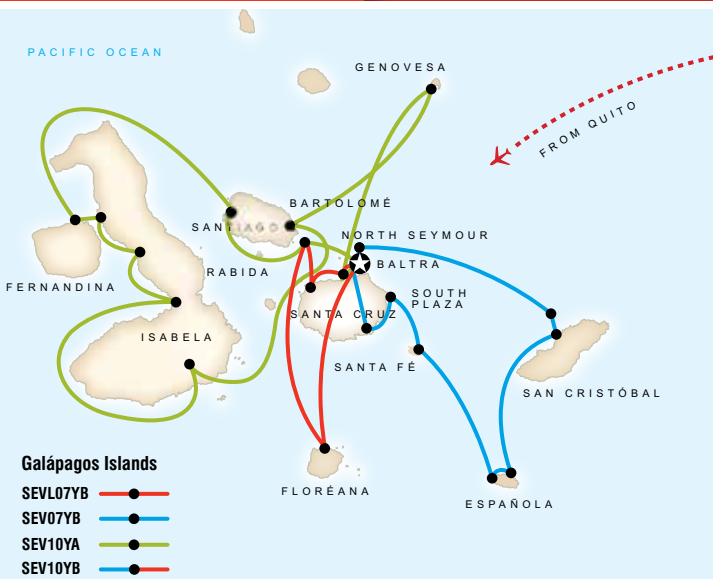 PACIFIC OCEAN
GENOVESA
FROM QUITO
BARTOLOMÉ
SANTIAGO
NORTH SEYMOUR
BALTRA
RABIDA
FERNANDINA
SOUTH
PLAZA
SANTA CRUZ
ISABELA
SANTA FÉ
SAN CRISTÓBAL
Galápagos Islands
FLORÉANA
ESPAÑOLA
SEVL07YB
SEV07YB
SEV10YA
SEV10YB